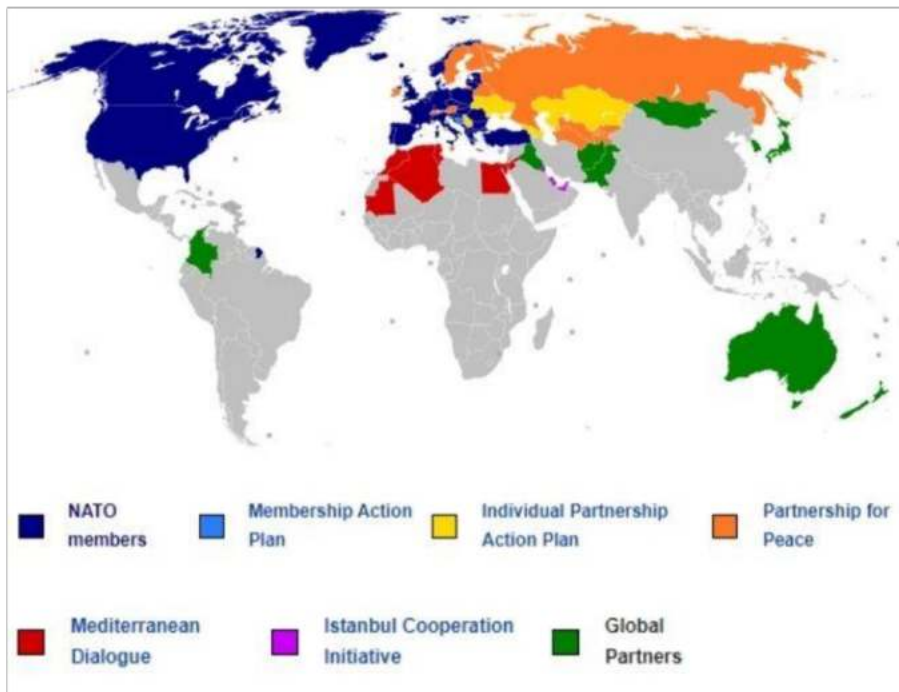 NATO
members
Membership Action
Plan
Individual Partnership
Action Plan
Partnership for
Peace
Mediterranean
Dialogue
Istanbul Cooperation
Initiative
Global
Partners